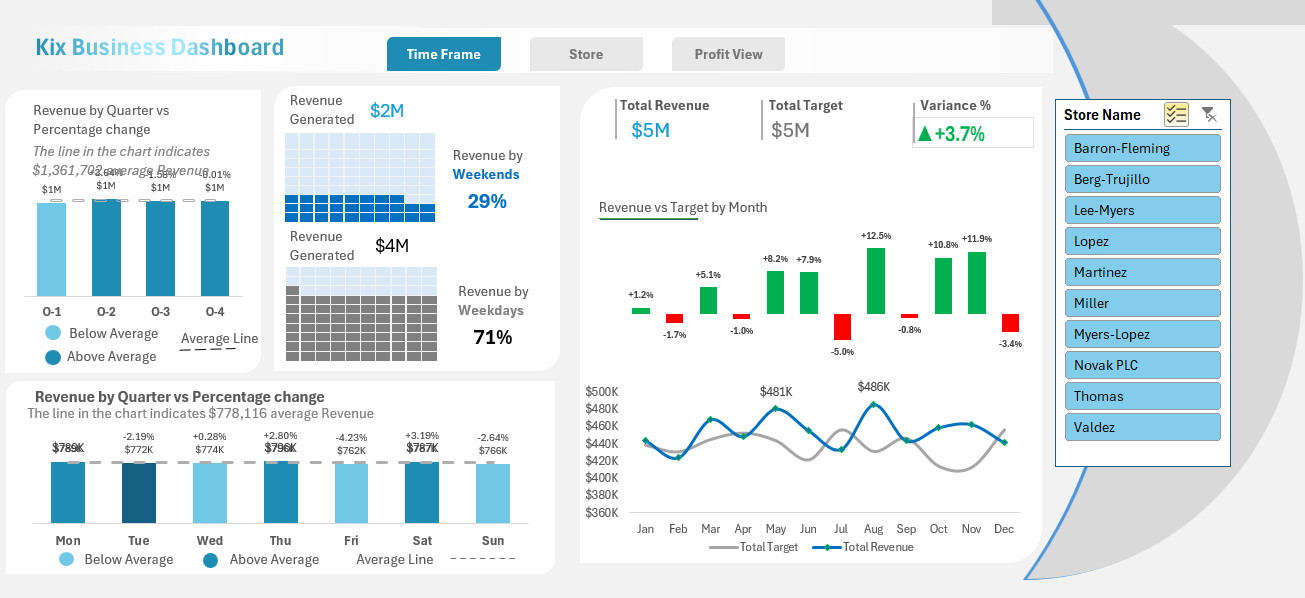 Kix Business Dashboard
Time Frame
Store
Profit View
Revenue by Quarter vs
Percentage change
The line in the chart indicates
$1,361,702 average Revenue
$1M
$1M
-1.58%
$1M
$1M
Q-1
Q-2
Q-3
Q-4
Below Average
Above Average
Average Line
Revenue
Generated
$2M
Revenue by
Weekends
29%
Revenue
Generated
$4M
Revenue by
Weekdays
71%
Revenue by Quarter vs Percentage change
The line in the chart indicates $778,116 average Revenue
-2.19%
+0.28%
+2.80%
-4.23%
+3.19%
-2.64%
$772K
$774K
$762K
$766K
Mon
Tue
Wed
Thu
Fri
Sat
Sun
Below Average
Above Average
Average Line
Total Revenue
$5M
Total Target
$5M
Variance %
▲+3.7%
Revenue vs Target by Month
+1.2%
-1.7%
+5.1%
-1.0%
+8.2%
+7.9%
-5.0%
+12.5%
-0.8%
+10.8%
+11.9%
-3.4%
$500K
$480K
$460K
$440K
$420K
$400K
$380K
$360K
$481K
$486K
Jan
Feb
Mar
Apr
May
Jun
Jul
Aug
Sep
Oct
Nov
Dec
Total Target
Total Revenue
Store Name
Barron-Fleming
Berg-Trujillo
Lee-Myers
Lopez
Martinez
Miller
Myers-Lopez
Novak PLC
Thomas
Valdez